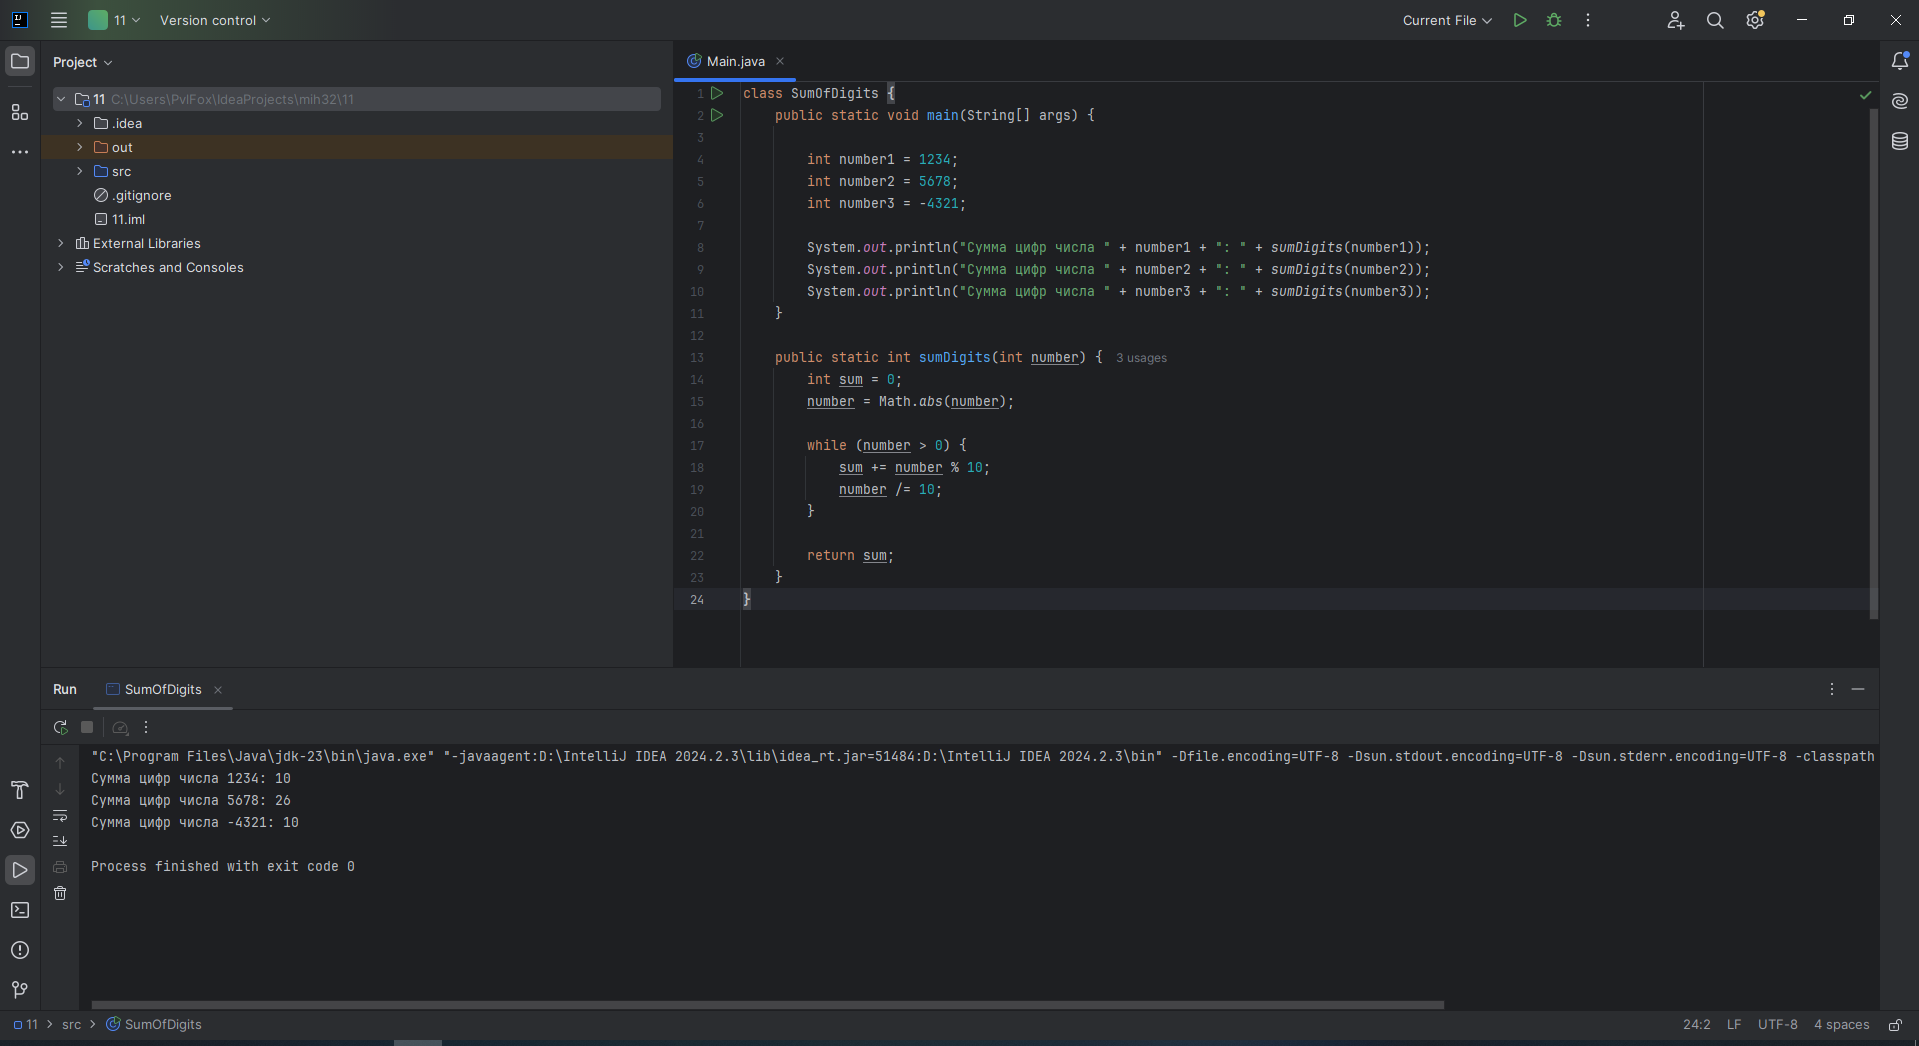 11 Version control Current File
Project
11 C:\Users\PvlFox\IdeaProjects\mih32\11
.idea
out
src
.gitignore
11.iml
External Libraries
Scratches and Consoles
Main.java
1 class SumOfDigits {
2 public static void main(String[] args) {
3
4 int number1 = 1234;
5 int number2 = 5678;
6 int number3 = -4321;
7
8 System.out.println("Сумма цифр числа " + number1 + ": " + sumDigits(number1));
9 System.out.println("Сумма цифр числа " + number2 + ": " + sumDigits(number2));
10 System.out.println("Сумма цифр числа " + number3 + ": " + sumDigits(number3));
11 }
12
13 public static int sumDigits(int number) { 3 usages
14 int sum = 0;
15 number = Math.abs(number);
16
17 while (number > 0) {
18 sum += number % 10;
19 number /= 10;
20 }
21
22 return sum;
23 }
24 }
Run SumOfDigits
"C:\Program Files\Java\jdk-23\bin\java.exe" "-javaagent:D:\IntelliJ IDEA 2024.2.3\lib\idea_rt.jar=51484:D:\IntelliJ IDEA 2024.2.3\bin" -Dfile.encoding=UTF-8 -Dsun.stdout.encoding=UTF-8 -Dsun.stderr.encoding=UTF-8 -classpath
Сумма цифр числа 1234: 10
Сумма цифр числа 5678: 26
Сумма цифр числа -4321: 10
Process finished with exit code 0
11 > src > SumOfDigits 24:2 LF UTF-8 4 spaces